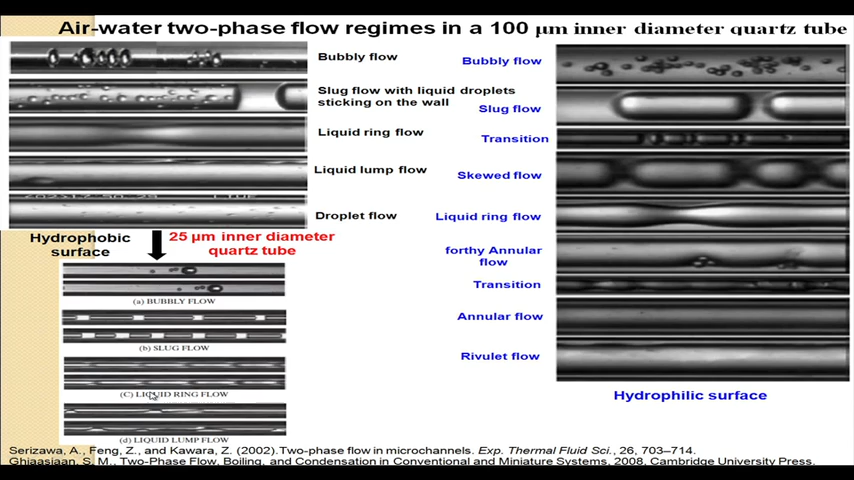 Air-water two-phase flow regimes in a 100 µm inner diameter quartz tube
Bubbly flow
Slug flow with liquid droplets
sticking on the wall
Liquid ring flow
Liquid lump flow
Droplet flow
Hydrophobic
surface
25 µm inner diameter
quartz tube
(a) BUBBLY FLOW
(b) SLUG FLOW
(C) LIQUID RING FLOW
(d) LIQUID LUMP FLOW
Bubbly flow
Slug flow
Transition
Skewed flow
Liquid ring flow
forthy Annular
flow
Transition
Annular flow
Rivulet flow
Hydrophilic surface
Serizawa, A., Feng, Z., and Kawara, Z. (2002).Two-phase flow in microchannels. Exp. Thermal Fluid Sci., 26, 703–714.
Ghiaasiaan, S. M., Two-Phase Flow, Boiling, and Condensation in Conventional and Miniature Systems, 2008, Cambridge University Press.